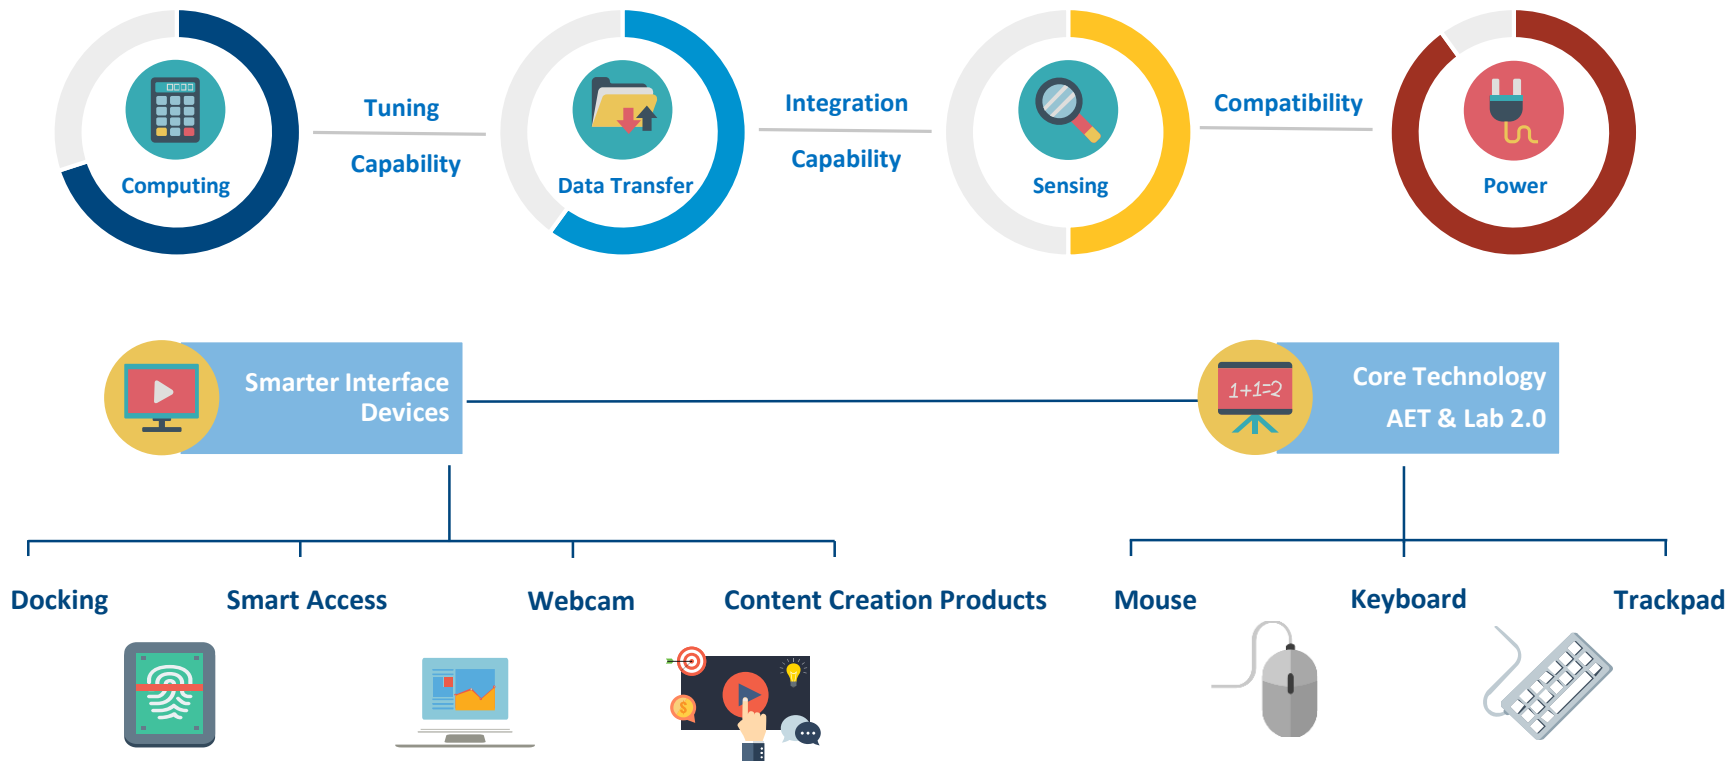 Computing
Tuning
Capability
Data Transfer
Integration
Capability
Sensing
Compatibility
Power
Smarter Interface
Devices
1+1=2
Core Technology
AET & Lab 2.0
Docking
Smart Access
Webcam
Content Creation Products
Mouse
Keyboard
Trackpad
$